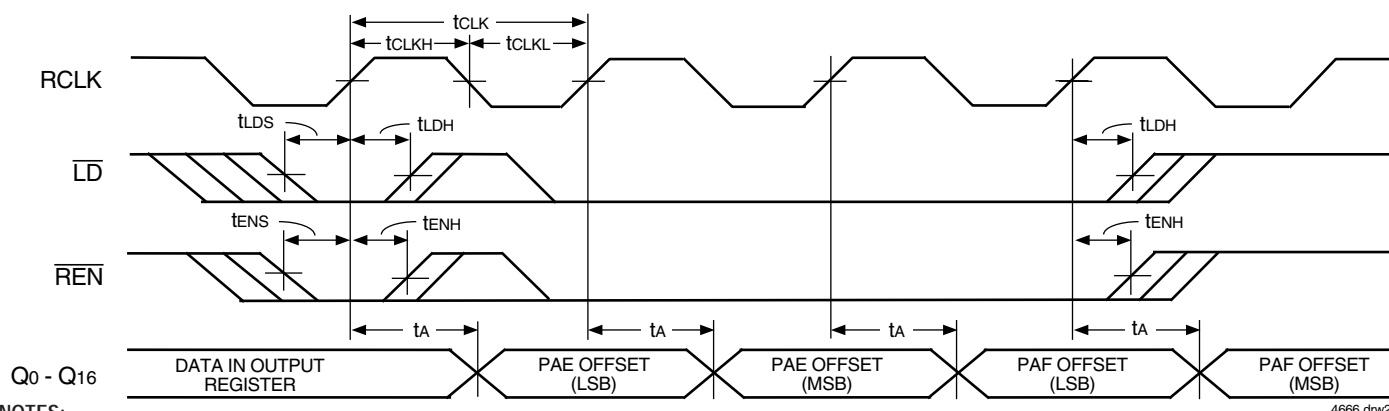 tCLK
tCLKH
tCLKL
RCLK
tLDS
tLDH
tLDH
LD
tENS
tENH
tENH
REN
tA
tA
tA
tA
Q0 - Q16
DATA IN OUTPUT
REGISTER
PAE OFFSET
(LSB)
PAE OFFSET
(MSB)
PAF OFFSET
(LSB)
PAF OFFSET
(MSB)
NOTES:
4666 drw2